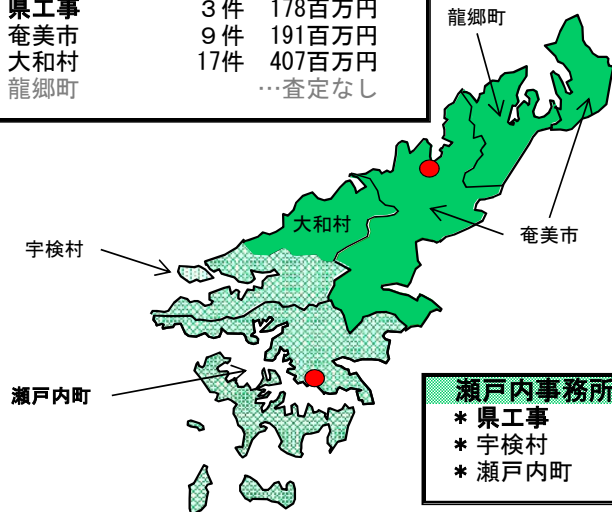 県工事 3件 178百万円
奄美市 9件 191百万円
大和村 17件 407百万円
龍郷町 …査定なし
龍郷町
大和村
奄美市
宇検村
瀬戸内町
瀬戸内事務所
* 県工事
* 宇検村
* 瀬戸内町